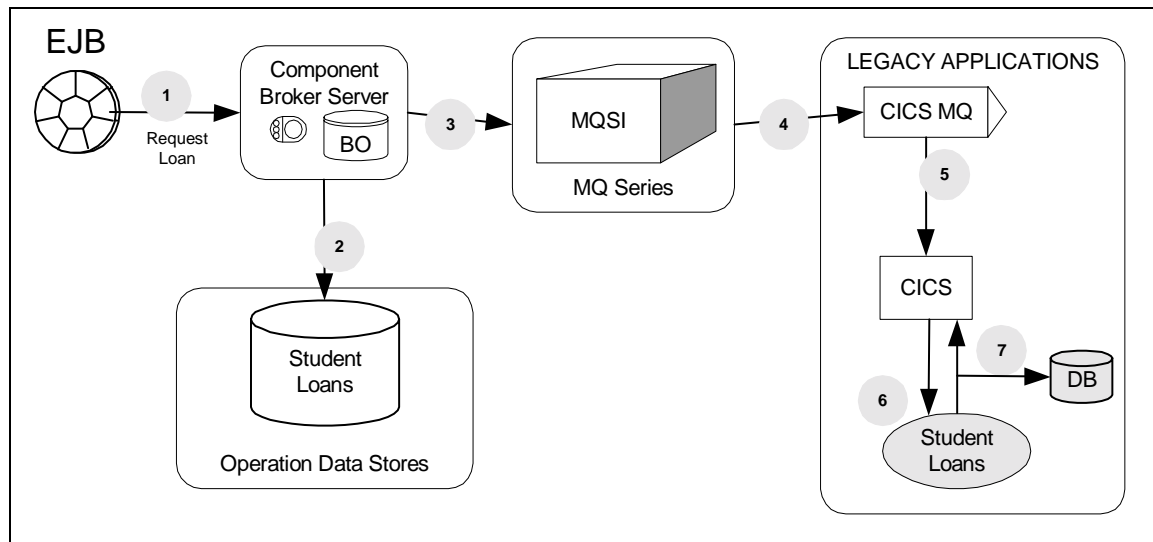 EJB
1
Request
Loan
Component
Broker Server
BO
2
Student
Loans
Operation Data Stores
3
MQSI
MQ Series
4
LEGACY APPLICATIONS
CICS MQ
5
CICS
6
7
DB
Student
Loans